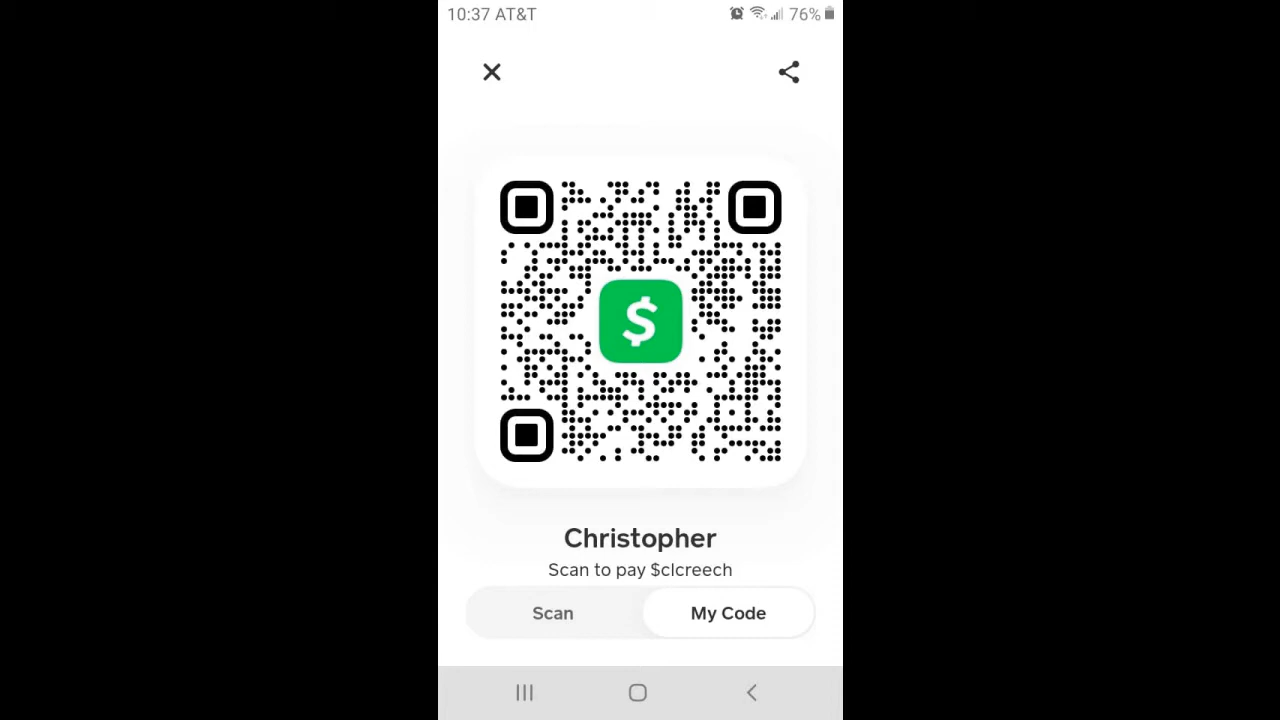 10:37 AT&T 76%
$
Christopher
Scan to pay $clcreech
Scan My Code